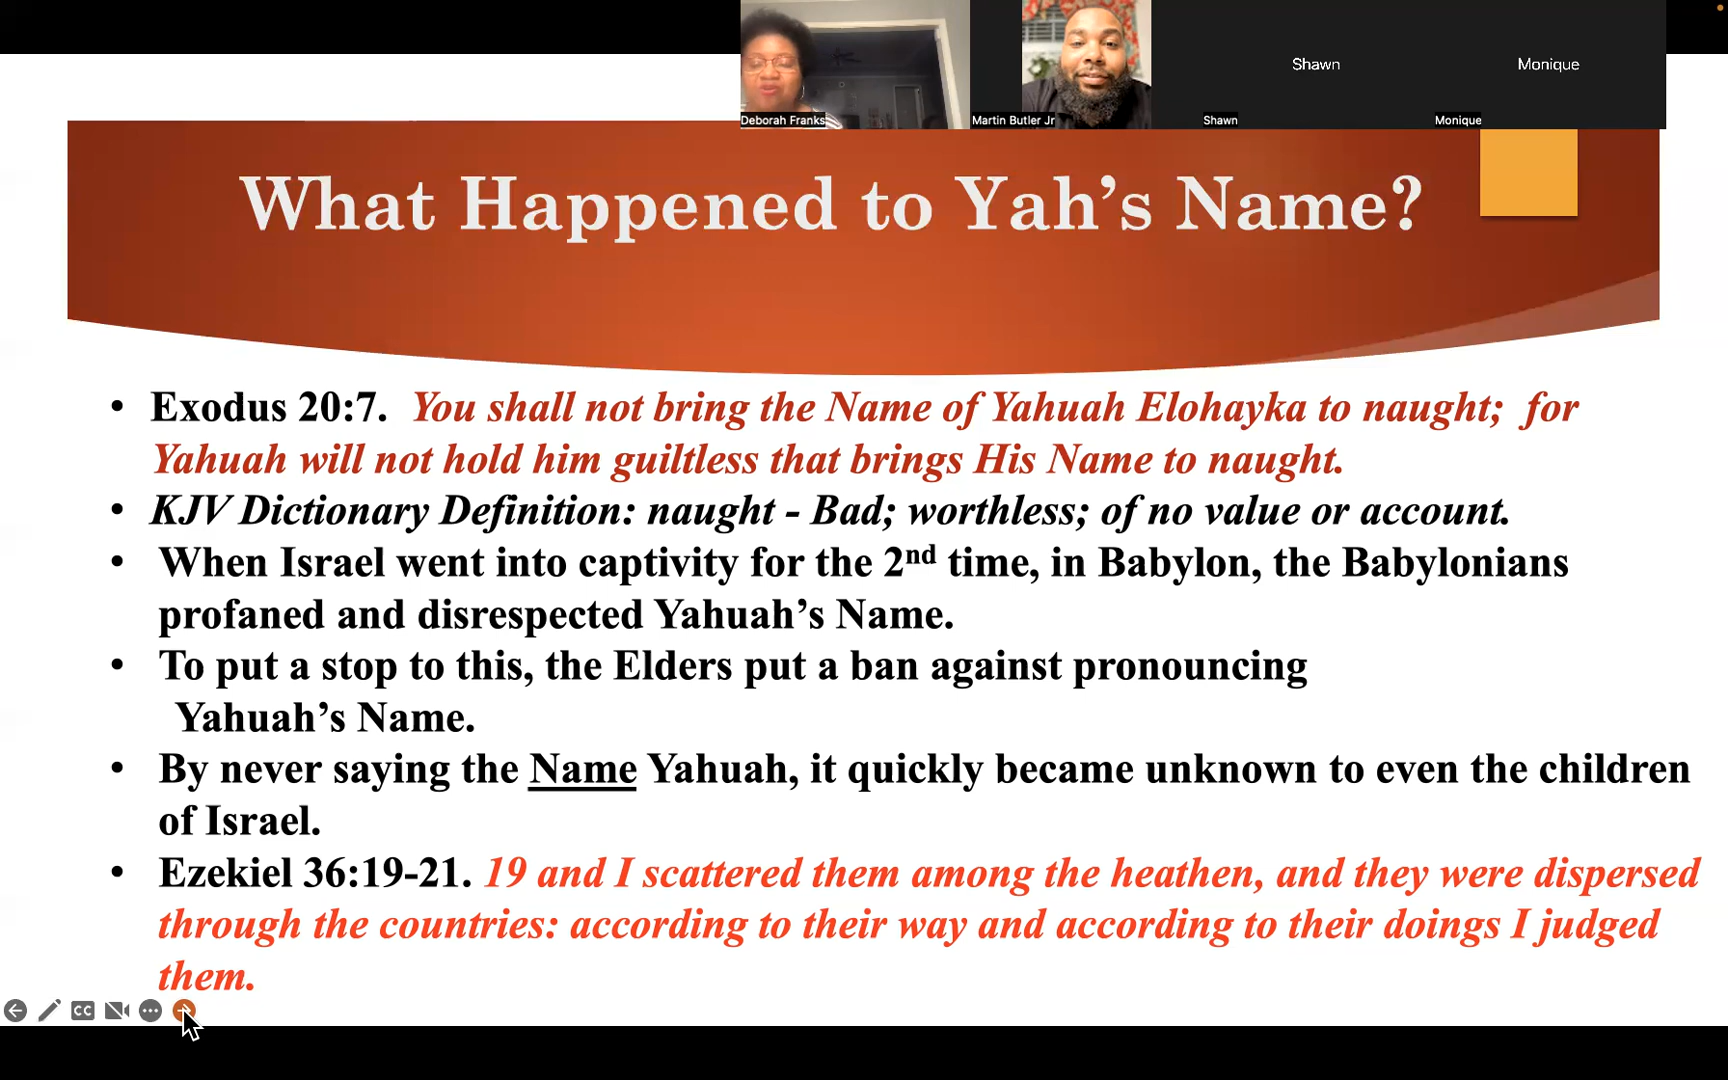 Shawn
Monique
Deborah Franks
Martin Butler Jr
Shawn
Monique
What Happened to Yah’s Name?
• Exodus 20:7. You shall not bring the Name of Yahuah Elohayka to naught; for
Yahuah will not hold him guiltless that brings His Name to naught.
• KJV Dictionary Definition: naught - Bad; worthless; of no value or account.
• When Israel went into captivity for the 2nd time, in Babylon, the Babylonians
profaned and disrespected Yahuah’s Name.
• To put a stop to this, the Elders put a ban against pronouncing
Yahuah’s Name.
• By never saying the Name Yahuah, it quickly became unknown to even the children
of Israel.
• Ezekiel 36:19-21. 19 and I scattered them among the heathen, and they were dispersed
through the countries: according to their way and according to their doings I judged
them.
CC